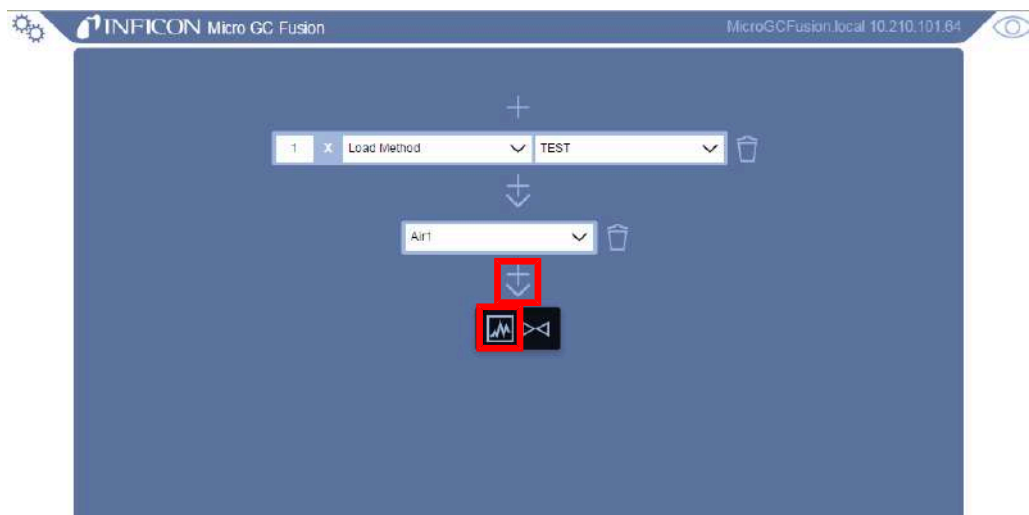 INFICON Micro GC Fusion MicroGCFusion.local 10.210.101.64
1 X Load Method TEST
Air1